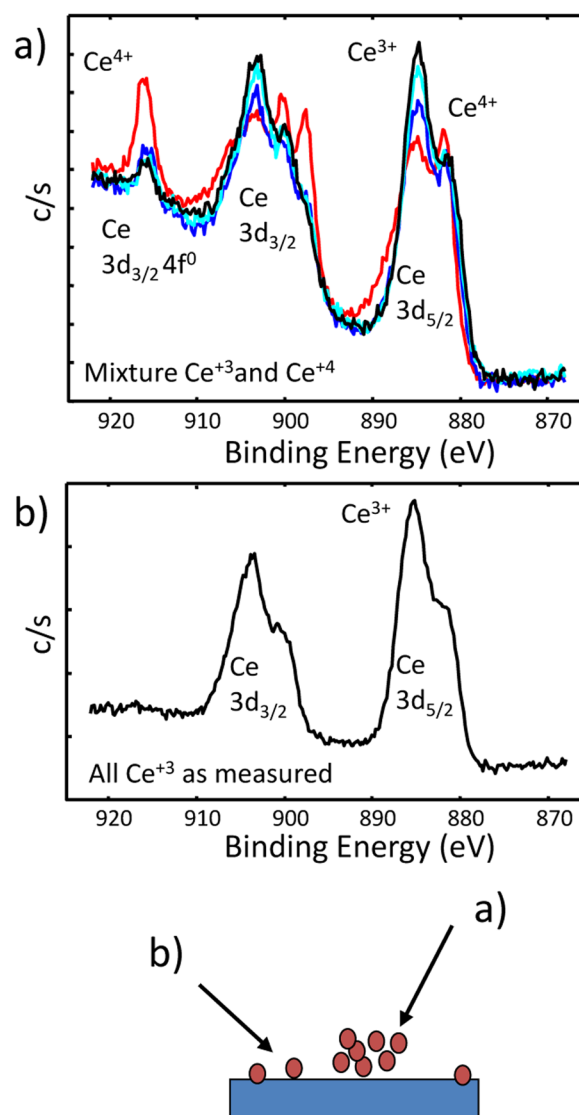 a)
Ce4+
Ce3+
Ce4+
c/s
Ce
3d3/2 4f0
Ce
3d3/2
Ce
3d5/2
Mixture Ce+3and Ce+4
920 910 900 890 880 870
Binding Energy (eV)
b)
Ce3+
c/s
Ce
3d3/2
Ce
3d5/2
All Ce+3 as measured
920 910 900 890 880 870
Binding Energy (eV)
a)
b)